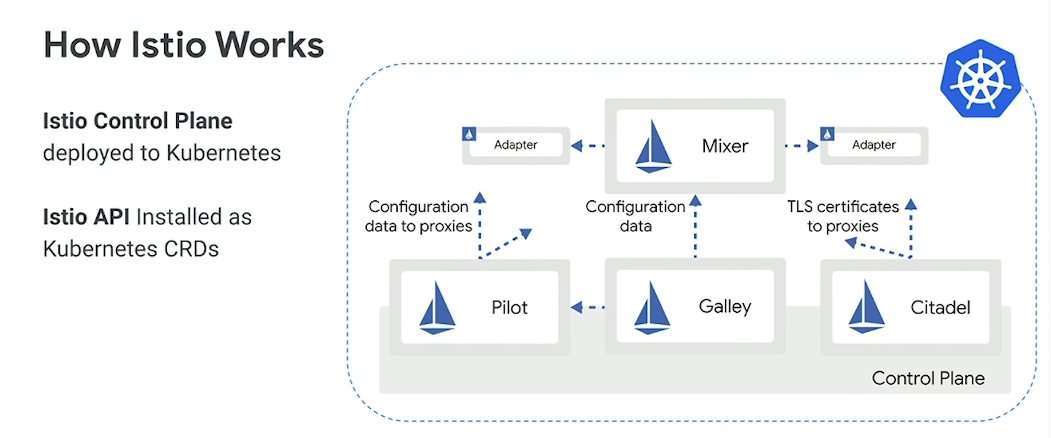 How Istio Works
Istio Control Plane
deployed to Kubernetes
Istio API Installed as
Kubernetes CRDs
Adapter
Mixer
Adapter
Configuration
data to proxies
Configuration
data
TLS certificates
to proxies
Pilot
Galley
Citadel
Control Plane